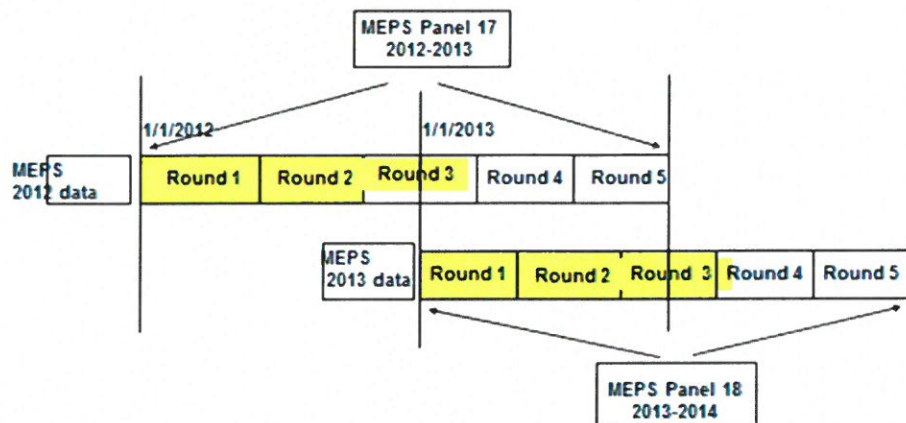 MEPS Panel 17
2012-2013
1/1/2012
1/1/2013
MEPS
2012 data
Round 1
Round 2
Round 3
Round 4
Round 5
MEPS
2013 data
Round 1
Round 2
Round 3
Round 4
Round 5
MEPS Panel 18
2013-2014